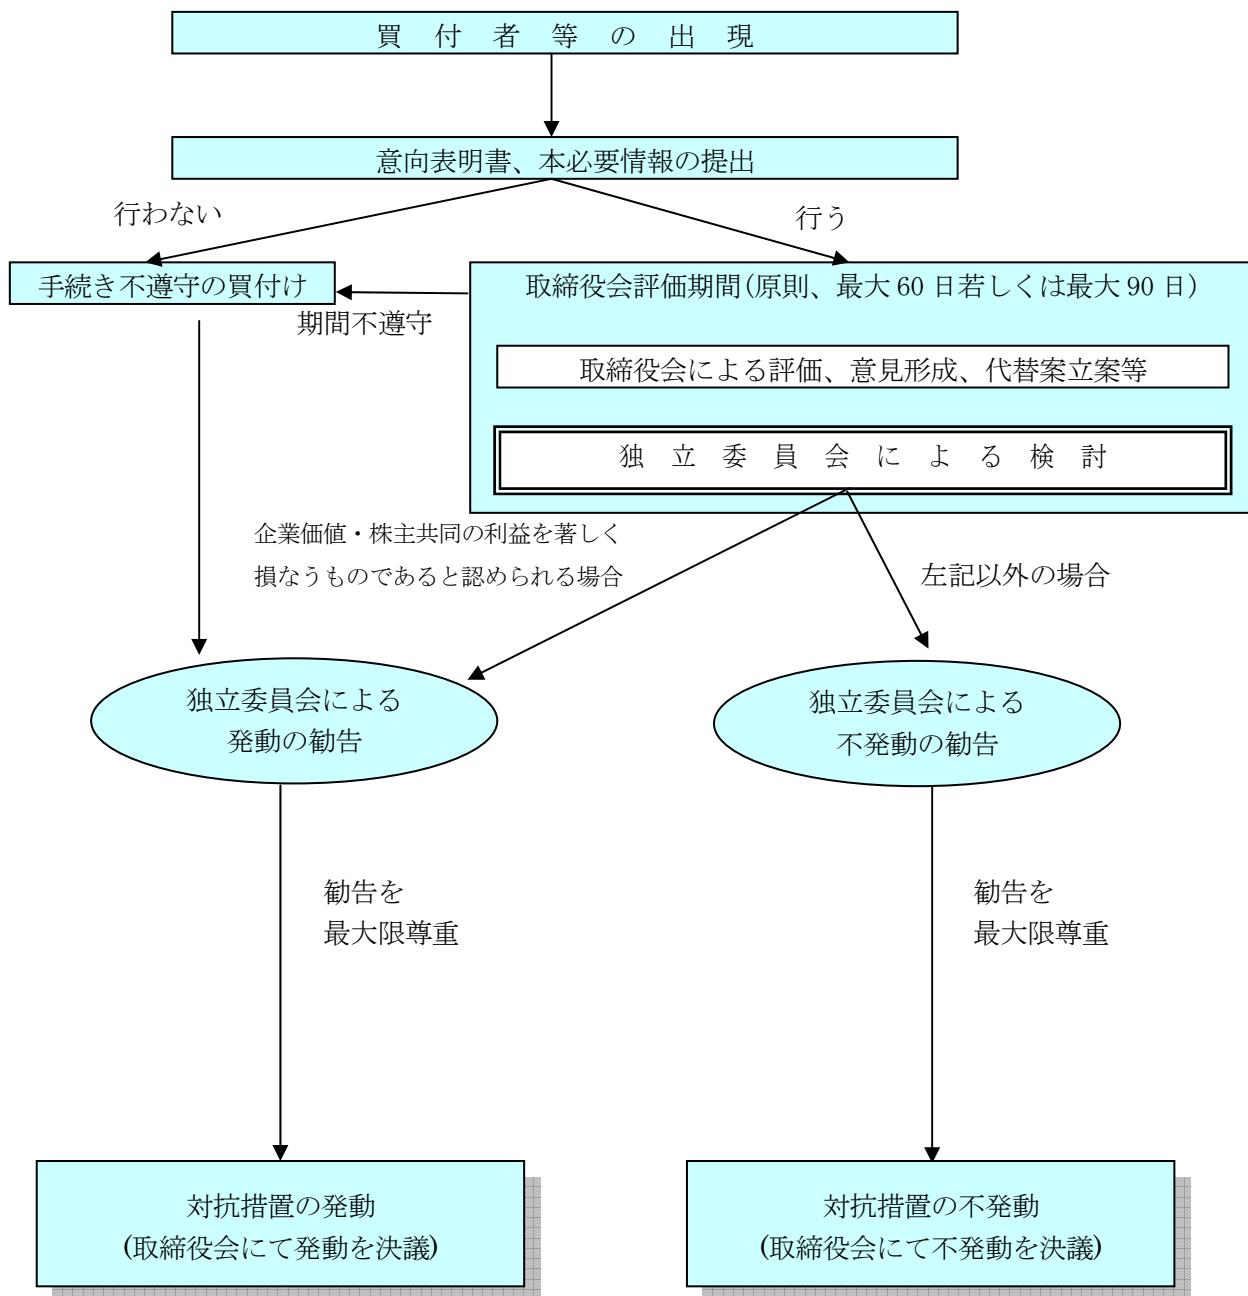 買付者等の出現
意向表明書、本必要情報の提出
行わない
行う
手続き不遵守の買付け
取締役会評価期間(原則、最大 60 日若しくは最大 90 日)
期間不遵守
取締役会による評価、意見形成、代替案立案等
独立委員会による検討
企業価値・株主共同の利益を著しく
損なうものであると認められる場合
左記以外の場合
独立委員会による
発動の勧告
独立委員会による
不発動の勧告
勧告を
最大限尊重
勧告を
最大限尊重
対抗措置の発動
(取締役会にて発動を決議)
対抗措置の不発動
(取締役会にて不発動を決議)